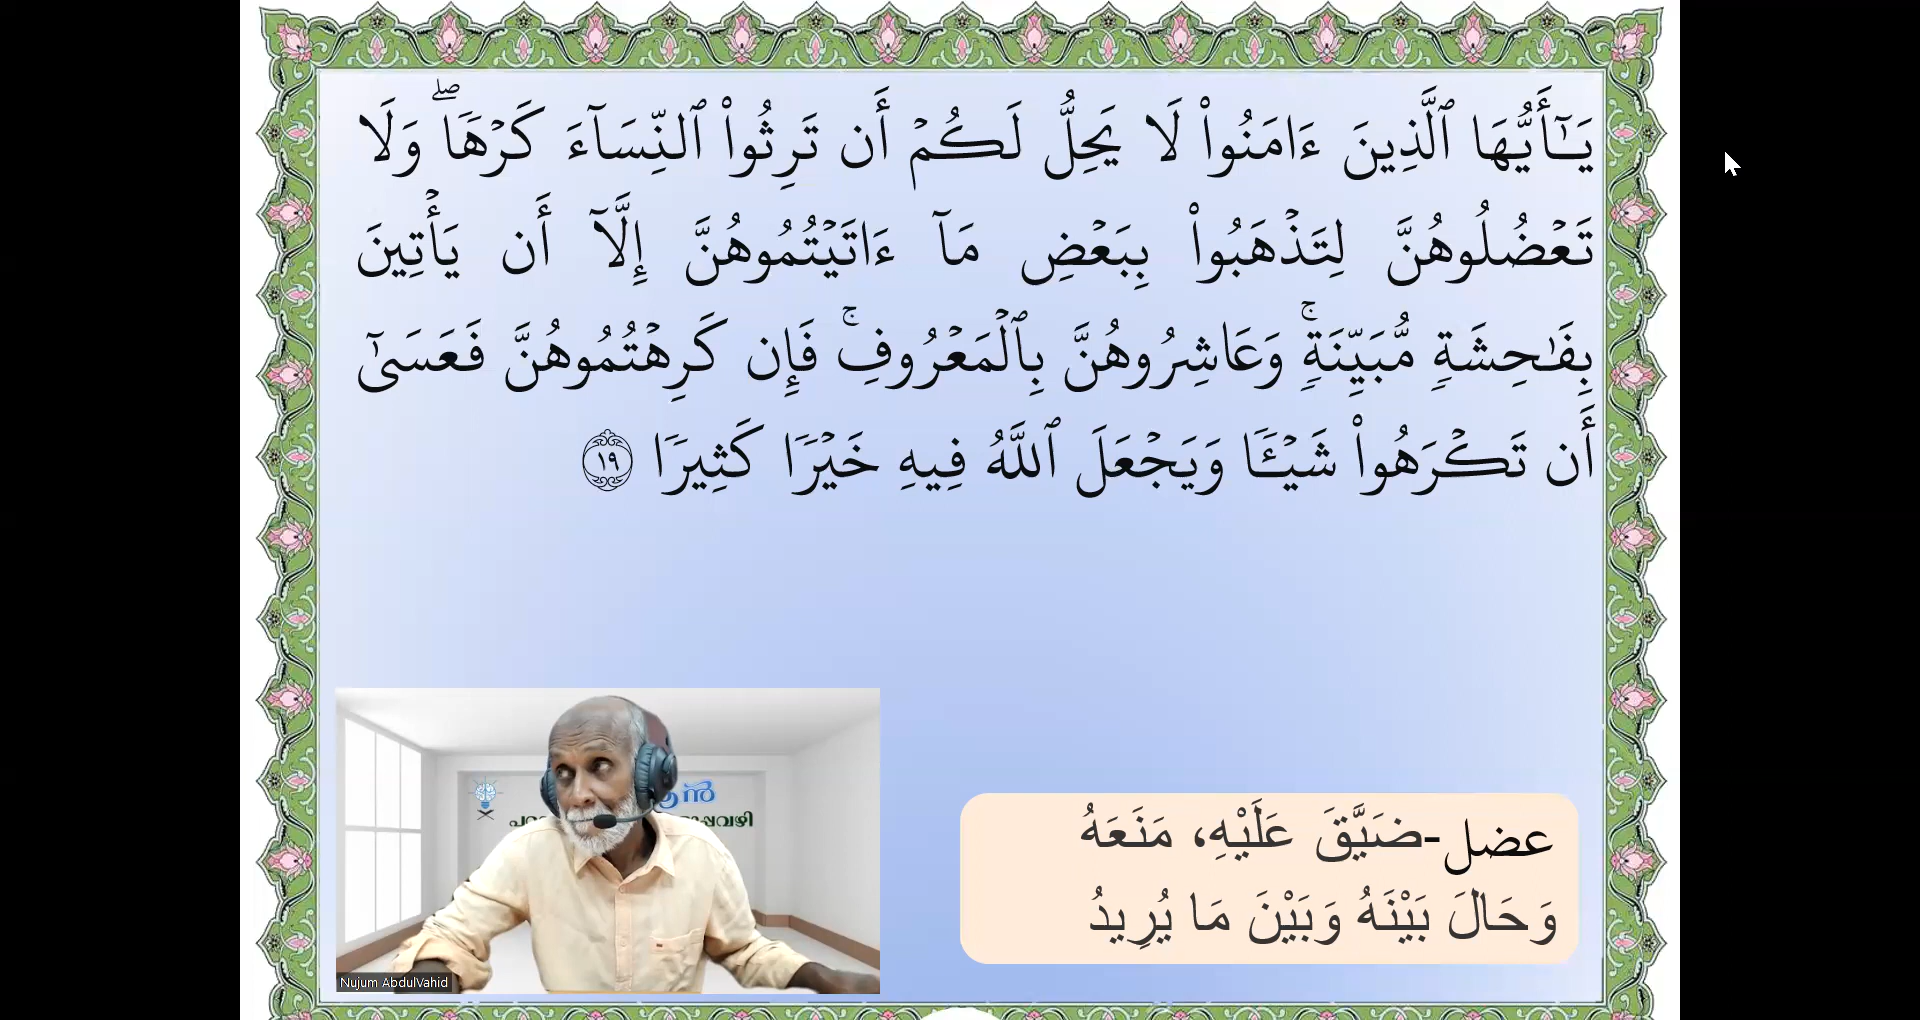 يَـٰٓأَيُّهَا ٱلَّذِينَ ءَامَنُوا۟ لَا يَحِلُّ لَكُمْ أَن تَرِثُوا۟ ٱلنِّسَآءَ كَرْهًۭا ۖ وَلَا
تَعْضُلُوهُنَّ لِتَذْهَبُوا۟ بِبَعْضِ مَآ ءَاتَيْتُمُوهُنَّ إِلَّآ أَن يَأْتِينَ
بِفَـٰحِشَةٍۢ مُّبَيِّنَةٍۢ ۚ وَعَاشِرُوهُنَّ بِٱلْمَعْرُوفِ ۚ فَإِن كَرِهْتُمُوهُنَّ فَعَسَىٰٓ
أَن تَكْرَهُوا۟ شَيْـًۭٔا وَيَجْعَلَ ٱللَّهُ فِيهِ خَيْرًۭا كَثِيرًۭا ١٩
عضل-ضَيَّقَ عَلَيْهِ، مَنَعَهُ
وَحَالَ بَيْنَهُ وَبَيْنَ مَا يُرِيدُ
Nujum AbdulVahid